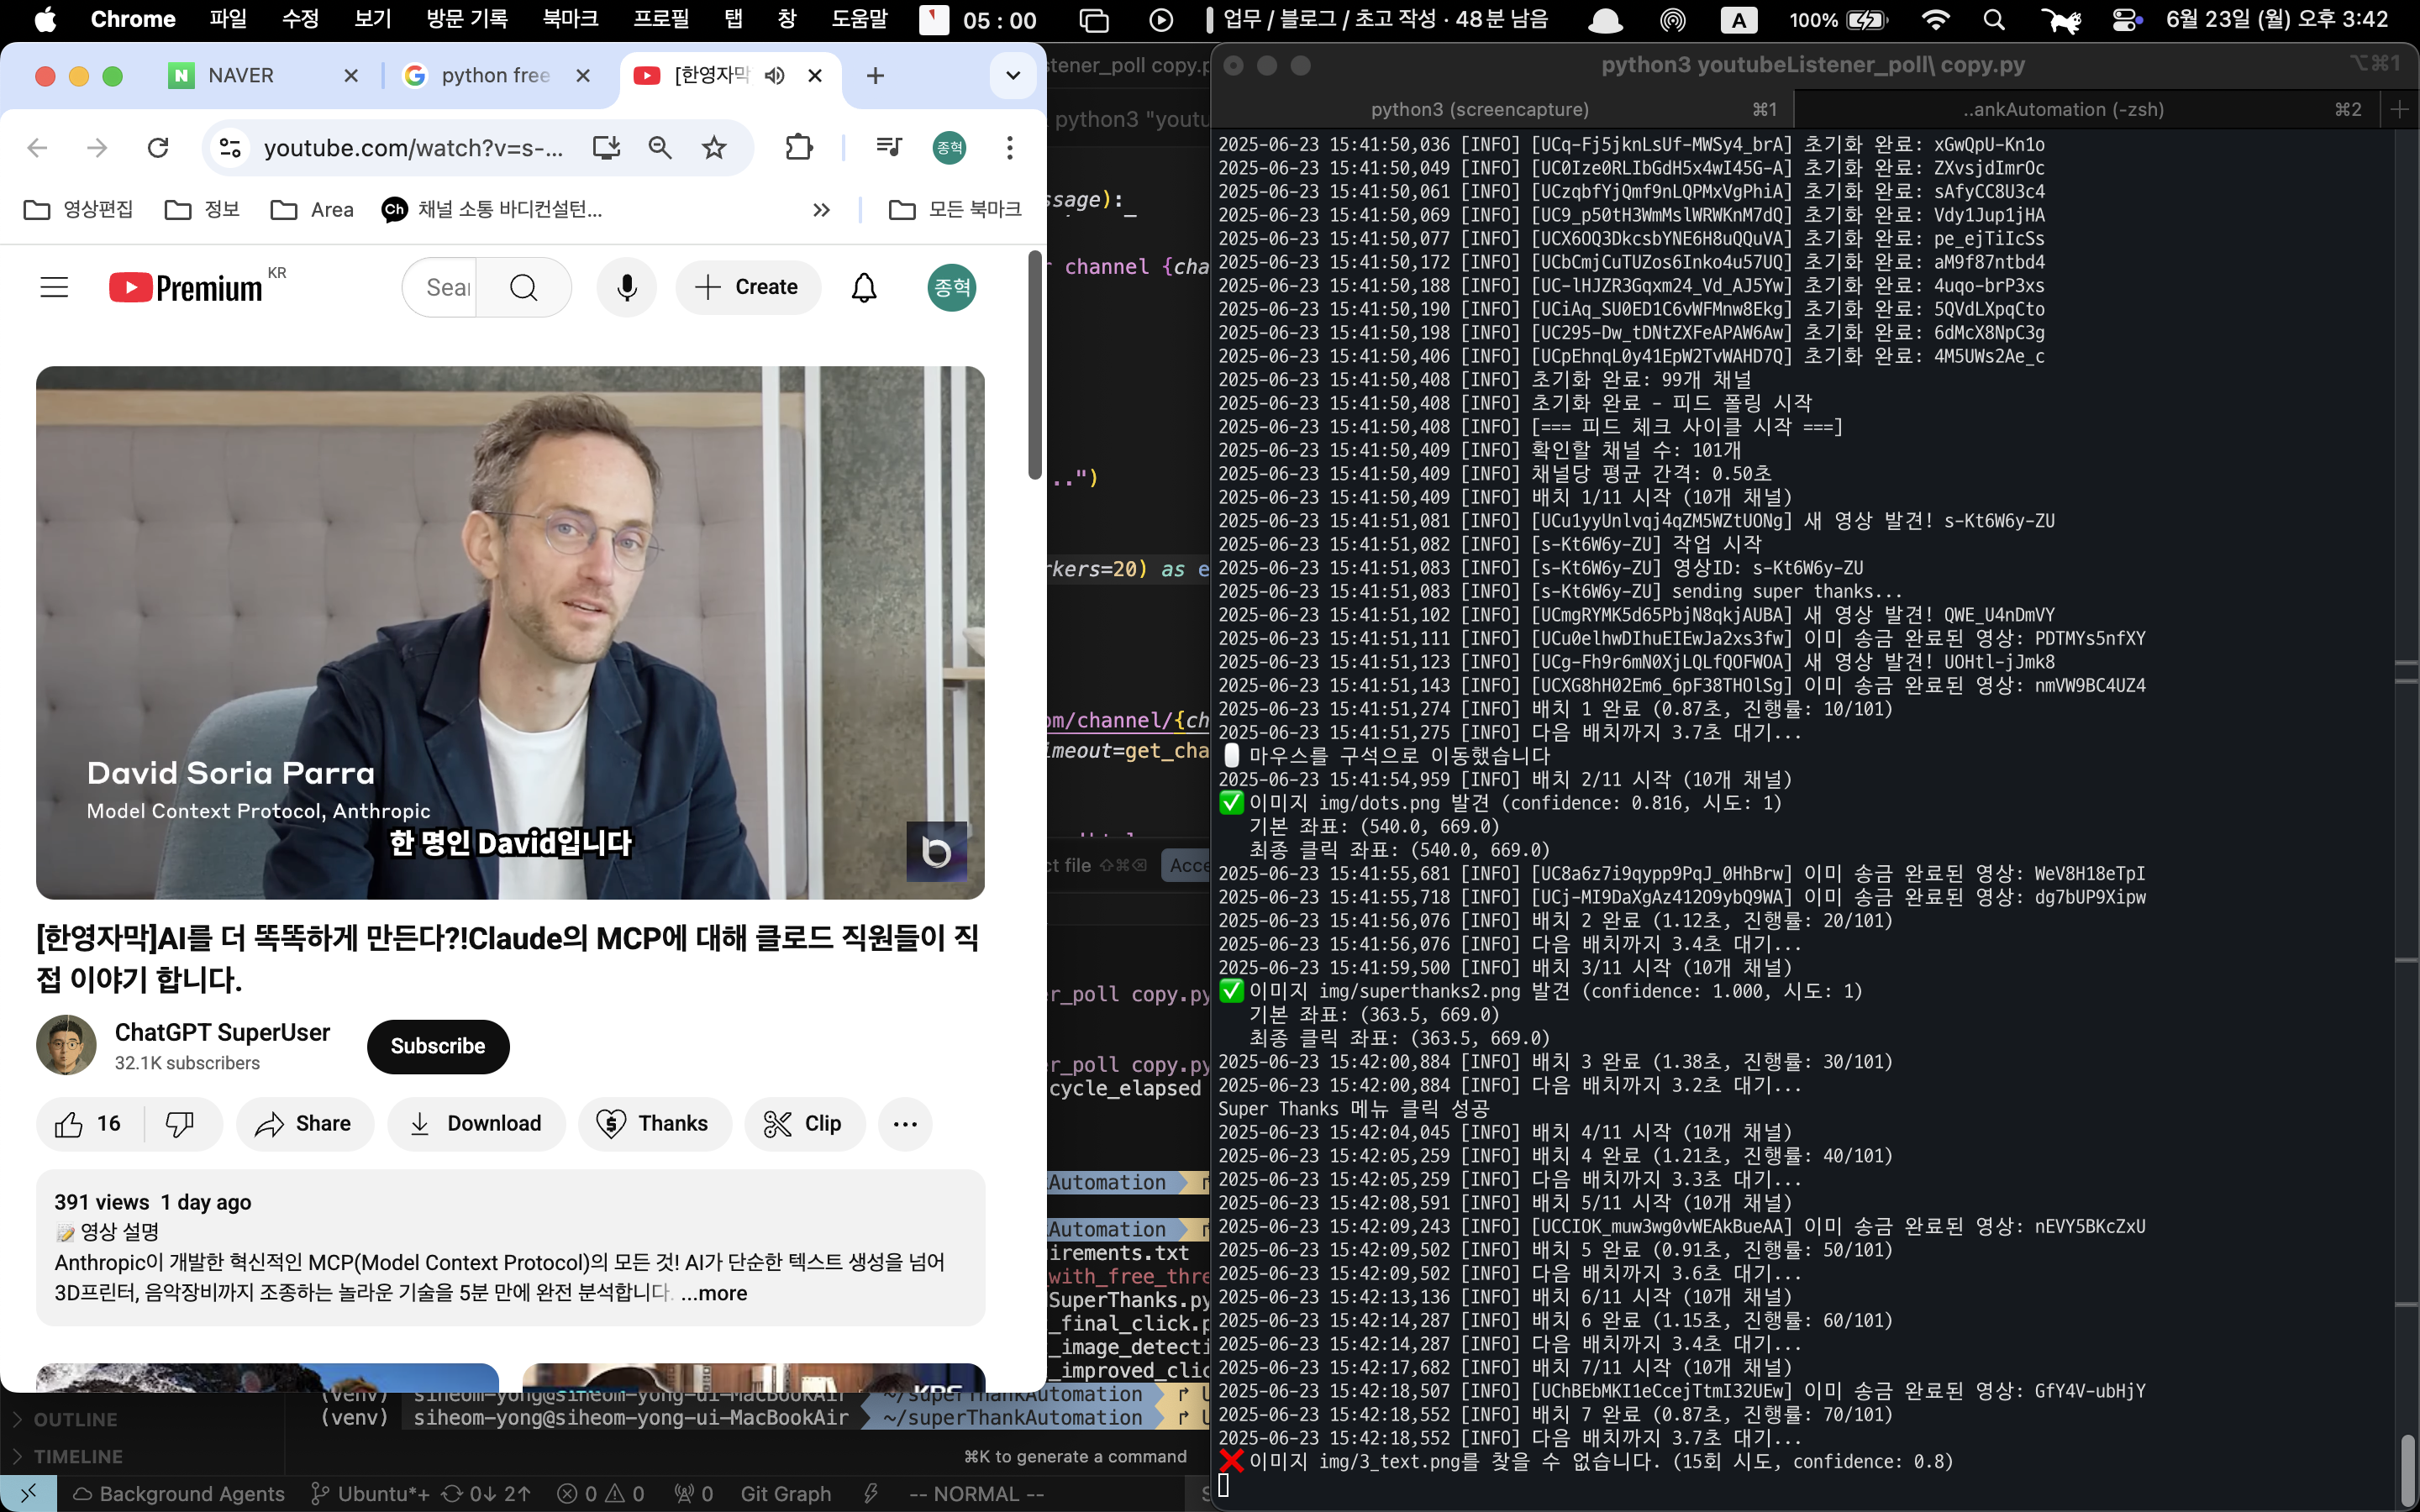 Chrome 파일 수정 보기 방문 기록 북마크 프로필 탭 창 도움말 05 : 00 업무 / 블로그 / 초고 작성 · 48분 남음 A 100% 6월 23일 (월) 오후 3:42
NAVER
python free
[한영자막
youtube.com/watch?v=s-...
종혁
영상편집 정보 Area 채널 소통 바디컨설턴... 모든 북마크
Premium KR
Create
종혁
David Soria Parra
Model Context Protocol, Anthropic
한 명인 David입니다
[한영자막]AI를 더 똑똑하게 만든다?!Claude의 MCP에 대해 클로드 직원들이 직
접 이야기 합니다.
ChatGPT SuperUser
32.1K subscribers
Subscribe
16 Share Download Thanks Clip
391 views 1 day ago
📝 영상 설명
Anthropic이 개발한 혁신적인 MCP(Model Context Protocol)의 모든 것! AI가 단순한 텍스트 생성을 넘어
3D프린터, 음악장비까지 조종하는 놀라운 기술을 5분 만에 완전 분석합니다. ...more
stener_poll copy.p
python3 "youtu
ssage):
r channel {cha
..")
rkers=20) as e
om/channel/{ch
imeout=get_cha
ct file ⇧⌘⌫ Acce
er_poll copy.py
er_poll copy.py
cycle_elapsed
Automation
Automation
irements.txt
with_free_thre
SuperThanks.py
_final_click.p
_image_detecti
_improved_clic
(venv) siheom-yong@siheom-yong-ui-MacBookAir ~/superThankAutomation
(venv) siheom-yong@siheom-yong-ui-MacBookAir ~/superThankAutomation
OUTLINE
TIMELINE
⌘K to generate a command
Background Agents Ubuntu*+ 0↓ 2↑ 0 0 0 Git Graph -- NORMAL --
python3 youtubeListener_poll\ copy.py ⌥⌘1
python3 (screencapture) ⌘1 ..ankAutomation (-zsh) ⌘2
2025-06-23 15:41:50,036 [INFO] [UCq-Fj5jknLsUf-MWSy4_brA] 초기화 완료: xGwQpU-Kn1o
2025-06-23 15:41:50,049 [INFO] [UC0Ize0RLIbGdH5x4wI45G-A] 초기화 완료: ZXvsjdImrOc
2025-06-23 15:41:50,061 [INFO] [UCzqbfYjQmf9nLQPMxVgPhiA] 초기화 완료: sAfyCC8U3c4
2025-06-23 15:41:50,069 [INFO] [UC9_p50tH3WmMslWRWKnM7dQ] 초기화 완료: Vdy1Jup1jHA
2025-06-23 15:41:50,077 [INFO] [UCX6OQ3DkcsbYNE6H8uQQuVA] 초기화 완료: pe_ejTiIcSs
2025-06-23 15:41:50,172 [INFO] [UCbCmjCuTUZos6Inko4u57UQ] 초기화 완료: aM9f87ntbd4
2025-06-23 15:41:50,188 [INFO] [UC-lHJZR3Gqxm24_Vd_AJ5Yw] 초기화 완료: 4uqo-brP3xs
2025-06-23 15:41:50,190 [INFO] [UCiAq_SU0ED1C6vWFMnw8Ekg] 초기화 완료: 5QVdLXpqCto
2025-06-23 15:41:50,198 [INFO] [UC295-Dw_tDNtZXFeAPAW6Aw] 초기화 완료: 6dMcX8NpC3g
2025-06-23 15:41:50,406 [INFO] [UCpEhnqL0y41EpW2TvWAHD7Q] 초기화 완료: 4M5UWs2Ae_c
2025-06-23 15:41:50,408 [INFO] 초기화 완료: 99개 채널
2025-06-23 15:41:50,408 [INFO] 초기화 완료 - 피드 폴링 시작
2025-06-23 15:41:50,408 [INFO] [=== 피드 체크 사이클 시작 ===]
2025-06-23 15:41:50,409 [INFO] 확인할 채널 수: 101개
2025-06-23 15:41:50,409 [INFO] 채널당 평균 간격: 0.50초
2025-06-23 15:41:50,409 [INFO] 배치 1/11 시작 (10개 채널)
2025-06-23 15:41:51,081 [INFO] [UCu1yyUnlvqj4qZM5WZtUONg] 새 영상 발견! s-Kt6W6y-ZU
2025-06-23 15:41:51,082 [INFO] [s-Kt6W6y-ZU] 작업 시작
2025-06-23 15:41:51,083 [INFO] [s-Kt6W6y-ZU] 영상ID: s-Kt6W6y-ZU
2025-06-23 15:41:51,083 [INFO] [s-Kt6W6y-ZU] sending super thanks...
2025-06-23 15:41:51,102 [INFO] [UCmgRYMK5d65PbjN8qkjAUBA] 새 영상 발견! QWE_U4nDmVY
2025-06-23 15:41:51,111 [INFO] [UCu0elhwDIhuEIEwJa2xs3fw] 이미 송금 완료된 영상: PDTMYs5nfXY
2025-06-23 15:41:51,123 [INFO] [UCg-Fh9r6mN0XjLQLfQOFWOA] 새 영상 발견! UOHtl-jJmk8
2025-06-23 15:41:51,143 [INFO] [UCXG8hH02Em6_6pF38THOlSg] 이미 송금 완료된 영상: nmVW9BC4UZ4
2025-06-23 15:41:51,274 [INFO] 배치 1 완료 (0.87초, 진행률: 10/101)
2025-06-23 15:41:51,275 [INFO] 다음 배치까지 3.7초 대기...
마우스를 구석으로 이동했습니다
2025-06-23 15:41:54,959 [INFO] 배치 2/11 시작 (10개 채널)
✅ 이미지 img/dots.png 발견 (confidence: 0.816, 시도: 1)
기본 좌표: (540.0, 669.0)
최종 클릭 좌표: (540.0, 669.0)
2025-06-23 15:41:55,681 [INFO] [UC8a6z7i9qypp9PqJ_0HhBrw] 이미 송금 완료된 영상: WeV8H18eTpI
2025-06-23 15:41:55,718 [INFO] [UCj-MI9DaXgAz412O9ybQ9WA] 이미 송금 완료된 영상: dg7bUP9Xipw
2025-06-23 15:41:56,076 [INFO] 배치 2 완료 (1.12초, 진행률: 20/101)
2025-06-23 15:41:56,076 [INFO] 다음 배치까지 3.4초 대기...
2025-06-23 15:41:59,500 [INFO] 배치 3/11 시작 (10개 채널)
✅ 이미지 img/superthanks2.png 발견 (confidence: 1.000, 시도: 1)
기본 좌표: (363.5, 669.0)
최종 클릭 좌표: (363.5, 669.0)
2025-06-23 15:42:00,884 [INFO] 배치 3 완료 (1.38초, 진행률: 30/101)
2025-06-23 15:42:00,884 [INFO] 다음 배치까지 3.2초 대기...
Super Thanks 메뉴 클릭 성공
2025-06-23 15:42:04,045 [INFO] 배치 4/11 시작 (10개 채널)
2025-06-23 15:42:05,259 [INFO] 배치 4 완료 (1.21초, 진행률: 40/101)
2025-06-23 15:42:05,259 [INFO] 다음 배치까지 3.3초 대기...
2025-06-23 15:42:08,591 [INFO] 배치 5/11 시작 (10개 채널)
2025-06-23 15:42:09,243 [INFO] [UCCIOK_muw3wg0vWEAkBueAA] 이미 송금 완료된 영상: nEVY5BKcZxU
2025-06-23 15:42:09,502 [INFO] 배치 5 완료 (0.91초, 진행률: 50/101)
2025-06-23 15:42:09,502 [INFO] 다음 배치까지 3.6초 대기...
2025-06-23 15:42:13,136 [INFO] 배치 6/11 시작 (10개 채널)
2025-06-23 15:42:14,287 [INFO] 배치 6 완료 (1.15초, 진행률: 60/101)
2025-06-23 15:42:14,287 [INFO] 다음 배치까지 3.4초 대기...
2025-06-23 15:42:17,682 [INFO] 배치 7/11 시작 (10개 채널)
2025-06-23 15:42:18,507 [INFO] [UChBEbMKI1eCcejTtmI32UEw] 이미 송금 완료된 영상: GfY4V-ubHjY
2025-06-23 15:42:18,552 [INFO] 배치 7 완료 (0.87초, 진행률: 70/101)
2025-06-23 15:42:18,552 [INFO] 다음 배치까지 3.7초 대기...
❌ 이미지 img/3_text.png를 찾을 수 없습니다. (15회 시도, confidence: 0.8)